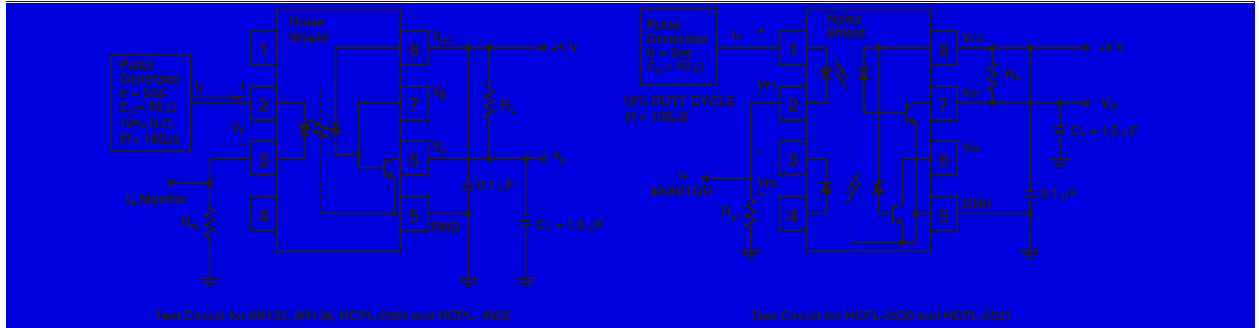 Noise
Shield
1
8
VCC
+5 V
Pulse
Generator
tr = 5ns
ZO = 50 Ω
10% D.C.
I/f < 100µs
IF
+
2
7
VB
RL
VF
-
3
6
VO
VO
0.1 µF
IF Monitor
4
5
GND
Rm
CL = 1.5 µF
Test Circuit for 6N135, 6N136, HCPL-2503 and HCPL-4502
Pulse
Generator
tr = 5ns
ZO = 50 Ω
IF
+
Noise
Shield
1
8
VCC
+5 V
RL
10% DUTY CYCLE
I/f < 100µS
VF1
2
7
V01
VO
CL = 1.5 µF
-
3
6
V02
IF
MONITOR
VF2
+
0.1 µF
4
5
GND
Rm
Test Circuit for HCPL-2530 and HCPL-2531